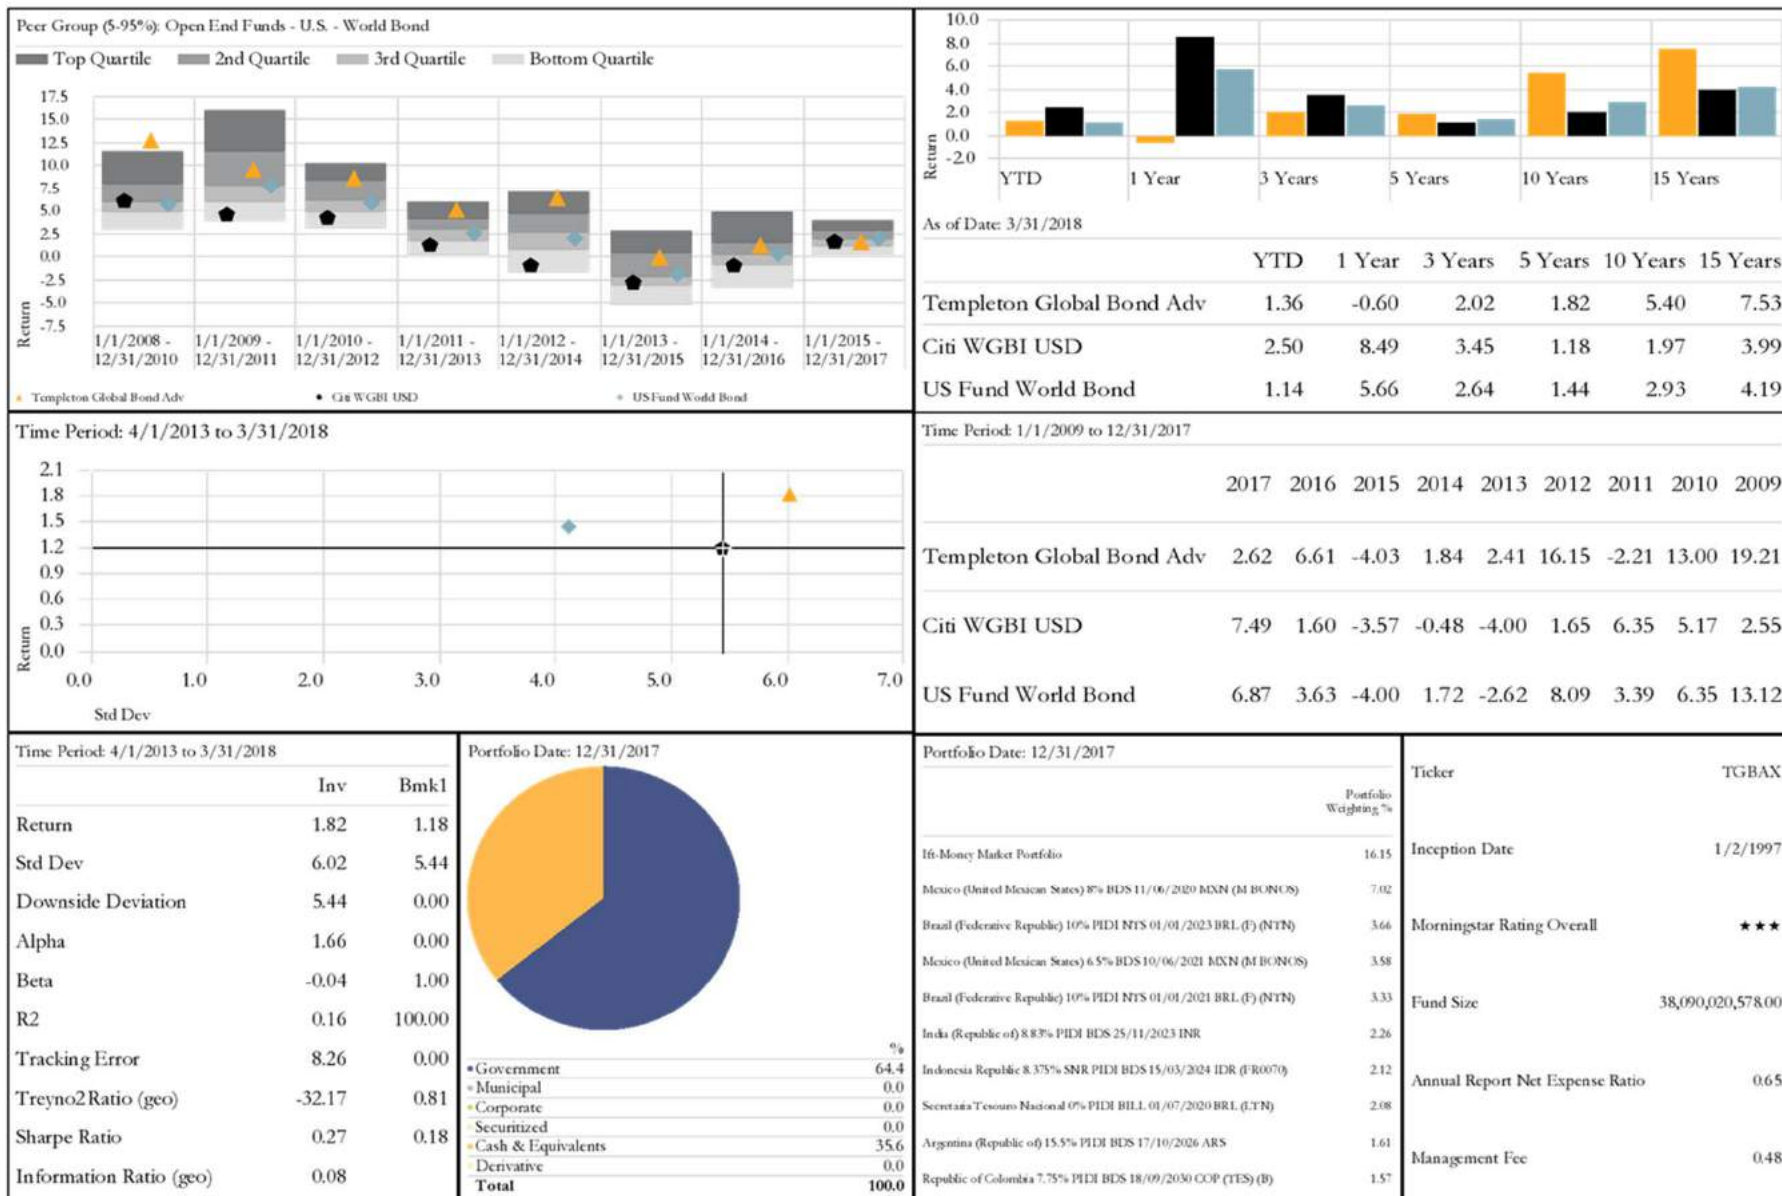 Peer Group (5-95%): Open End Funds - U.S. - World Bond
Top Quartile 2nd Quartile 3rd Quartile Bottom Quartile
17.5
15.0
12.5
10.0
7.5
5.0
2.5
0.0
-2.5
-5.0
-7.5
Return
1/1/2008 - 1/1/2009 - 1/1/2010 - 1/1/2011 - 1/1/2012 - 1/1/2013 - 1/1/2014 - 1/1/2015 -
12/31/2010 12/31/2011 12/31/2012 12/31/2013 12/31/2014 12/31/2015 12/31/2016 12/31/2017
Templeton Global Bond Adv Citi WGBI USD US Fund World Bond
10.0
8.0
6.0
4.0
2.0
0.0
-2.0
Return
YTD 1 Year 3 Years 5 Years 10 Years 15 Years
As of Date: 3/31/2018
YTD 1 Year 3 Years 5 Years 10 Years 15 Years
Templeton Global Bond Adv 1.36 -0.60 2.02 1.82 5.40 7.53
Citi WGBI USD 2.50 8.49 3.45 1.18 1.97 3.99
US Fund World Bond 1.14 5.66 2.64 1.44 2.93 4.19
Time Period: 4/1/2013 to 3/31/2018
2.1
1.8
1.5
1.2
0.9
0.6
0.3
0.0
Return
0.0 1.0 2.0 3.0 4.0 5.0 6.0 7.0
Std Dev
Time Period: 1/1/2009 to 12/31/2017
2017 2016 2015 2014 2013 2012 2011 2010 2009
Templeton Global Bond Adv 2.62 6.61 -4.03 1.84 2.41 16.15 -2.21 13.00 19.21
Citi WGBI USD 7.49 1.60 -3.57 -0.48 -4.00 1.65 6.35 5.17 2.55
US Fund World Bond 6.87 3.63 -4.00 1.72 -2.62 8.09 3.39 6.35 13.12
Time Period: 4/1/2013 to 3/31/2018
Inv Bmk1
Return 1.82 1.18
Std Dev 6.02 5.44
Downside Deviation 5.44 0.00
Alpha 1.66 0.00
Beta -0.04 1.00
R2 0.16 100.00
Tracking Error 8.26 0.00
Treyno2 Ratio (geo) -32.17 0.81
Sharpe Ratio 0.27 0.18
Information Ratio (geo) 0.08
Portfolio Date: 12/31/2017
%
Government 64.4
Municipal 0.0
Corporate 0.0
Securitized 0.0
Cash & Equivalents 35.6
Derivative 0.0
Total 100.0
Portfolio Date: 12/31/2017
Portfolio
Weighting %
Ift-Money Market Portfolio 16.15
Mexico (United Mexican States) 8% BDS 11/06/2020 MXN (M BONOS) 7.02
Brazil (Federative Republic) 10% PIDI NTS 01/01/2023 BRL (F) (NTN) 3.66
Mexico (United Mexican States) 6.5% BDS 10/06/2021 MXN (M BONOS) 3.58
Brazil (Federative Republic) 10% PIDI NTS 01/01/2021 BRL (F) (NTN) 3.33
India (Republic of) 8.83% PIDI BDS 25/11/2023 INR 2.26
Indonesia Republic 8.375% SNR PIDI BDS 15/03/2024 IDR (FR0070) 2.12
Secretaria Tesouro Nacional 0% PIDI BILL 01/07/2020 BRL (LTN) 2.08
Argentina (Republic of) 15.5% PIDI BDS 17/10/2026 ARS 1.61
Republic of Colombia 7.75% PIDI BDS 18/09/2030 COP (TES) (B) 1.57
Ticker TGBAX
Inception Date 1/2/1997
Morningstar Rating Overall ★★★
Fund Size 38,090,020,578.00
Annual Report Net Expense Ratio 0.65
Management Fee 0.48